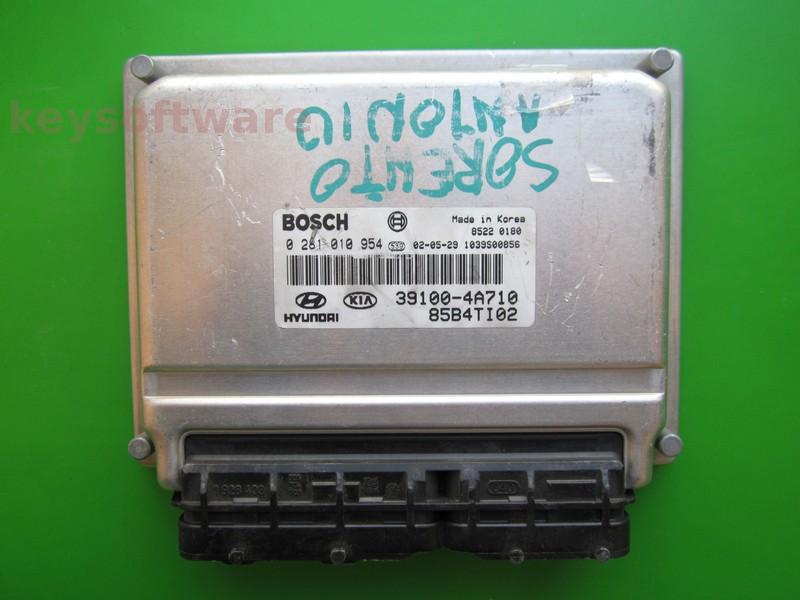 keysoftware
ANTONIO
SORENTO
BOSCH
Made in Korea
8522 0180
0 281 010 954 02-05-29 1039S00856
39100-4A710
HYUNDAI KIA 85B4TI02